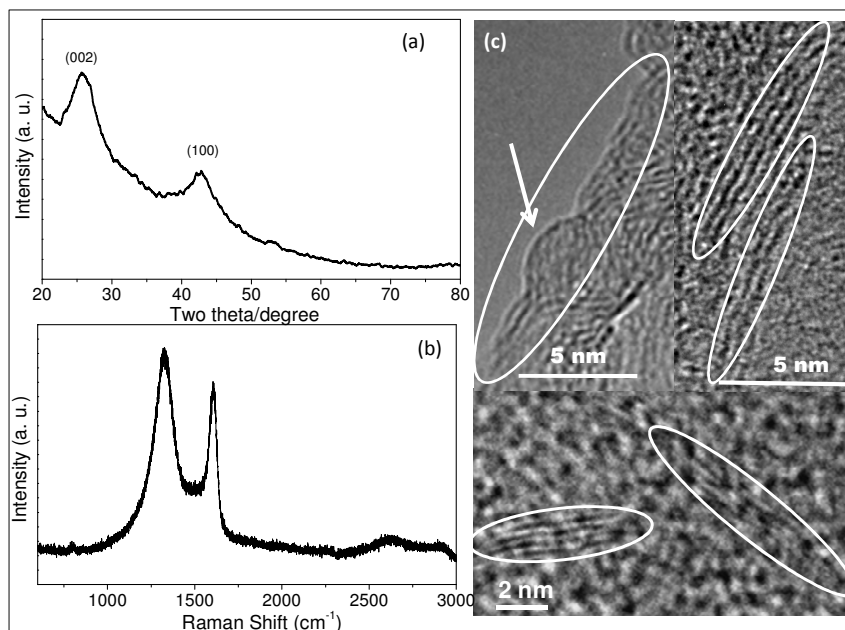 (a)
(002)
(100)
Intensity (a. u.)
20 30 40 50 60 70 80
Two theta/degree
(b)
Intensity (a. u.)
1000 1500 2000 2500 3000
Raman Shift (cm⁻¹)
(c)
5 nm
5 nm
2 nm